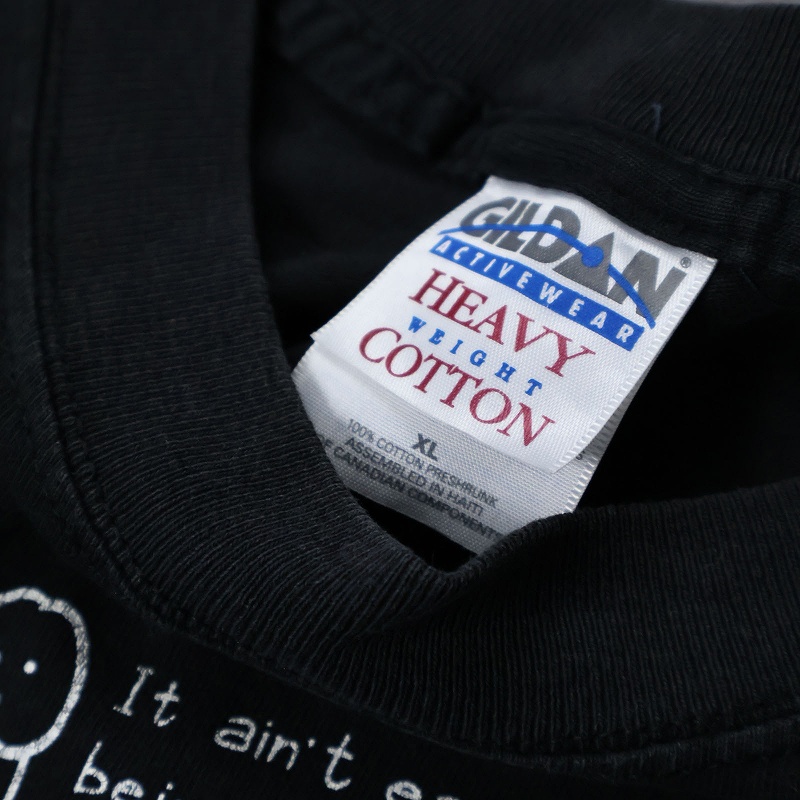 GILDAN®
ACTIVEWEAR
HEAVY
WEIGHT
COTTON
XL
100% COTTON PRESHRUNK
ASSEMBLED IN HAITI
OF CANADIAN COMPONENTS
It ain't